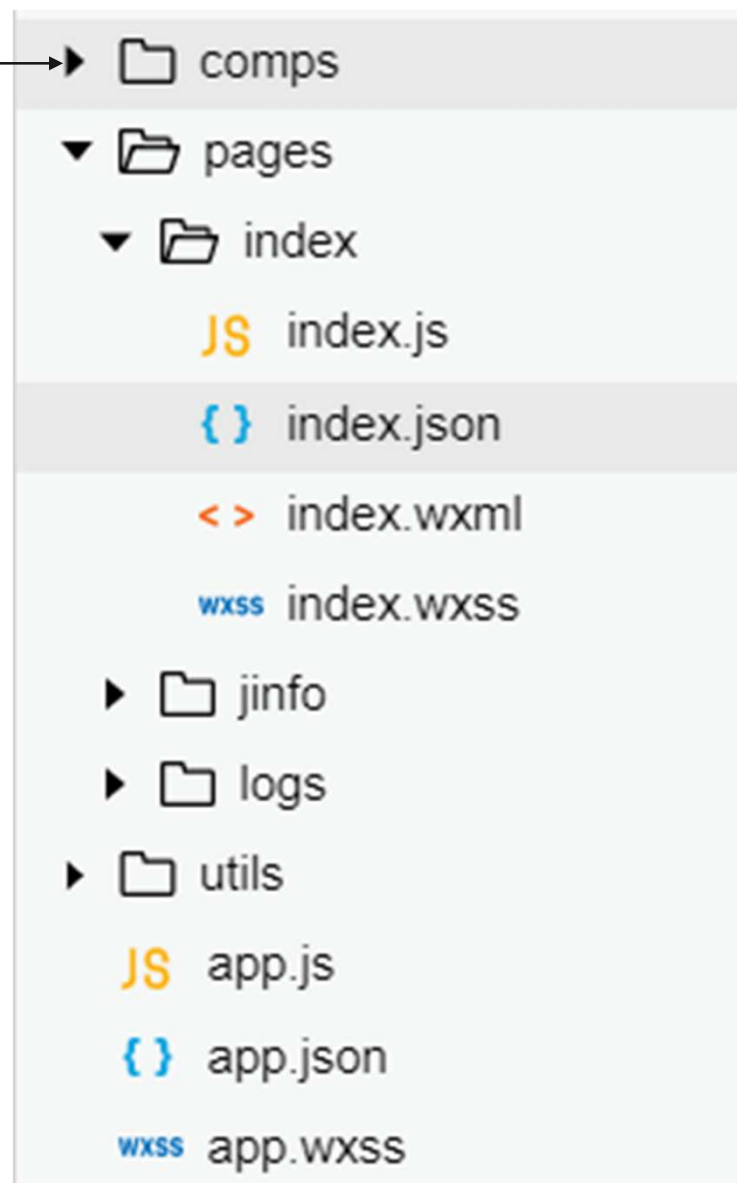 comps
pages
index
JS index.js
{ } index.json
< > index.wxml
wxss index.wxss
jinfo
logs
utils
JS app.js
{ } app.json
wxss app.wxss